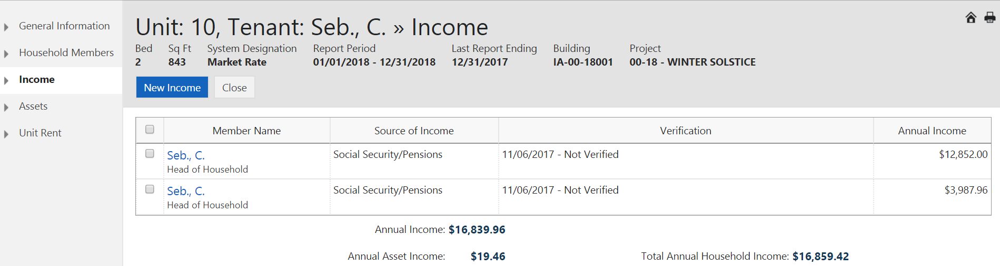 General Information
Household Members
Income
Assets
Unit Rent
Unit: 10, Tenant: Seb., C. » Income
Bed Sq Ft System Designation Report Period Last Report Ending Building Project
2 843 Market Rate 01/01/2018 - 12/31/2018 12/31/2017 IA-00-18001 00-18 - WINTER SOLSTICE
New Income Close
Member Name Source of Income Verification Annual Income
Seb., C. Social Security/Pensions 11/06/2017 - Not Verified $12,852.00
Head of Household
Seb., C. Social Security/Pensions 11/06/2017 - Not Verified $3,987.96
Head of Household
Annual Income: $16,839.96
Annual Asset Income: $19.46 Total Annual Household Income: $16,859.42